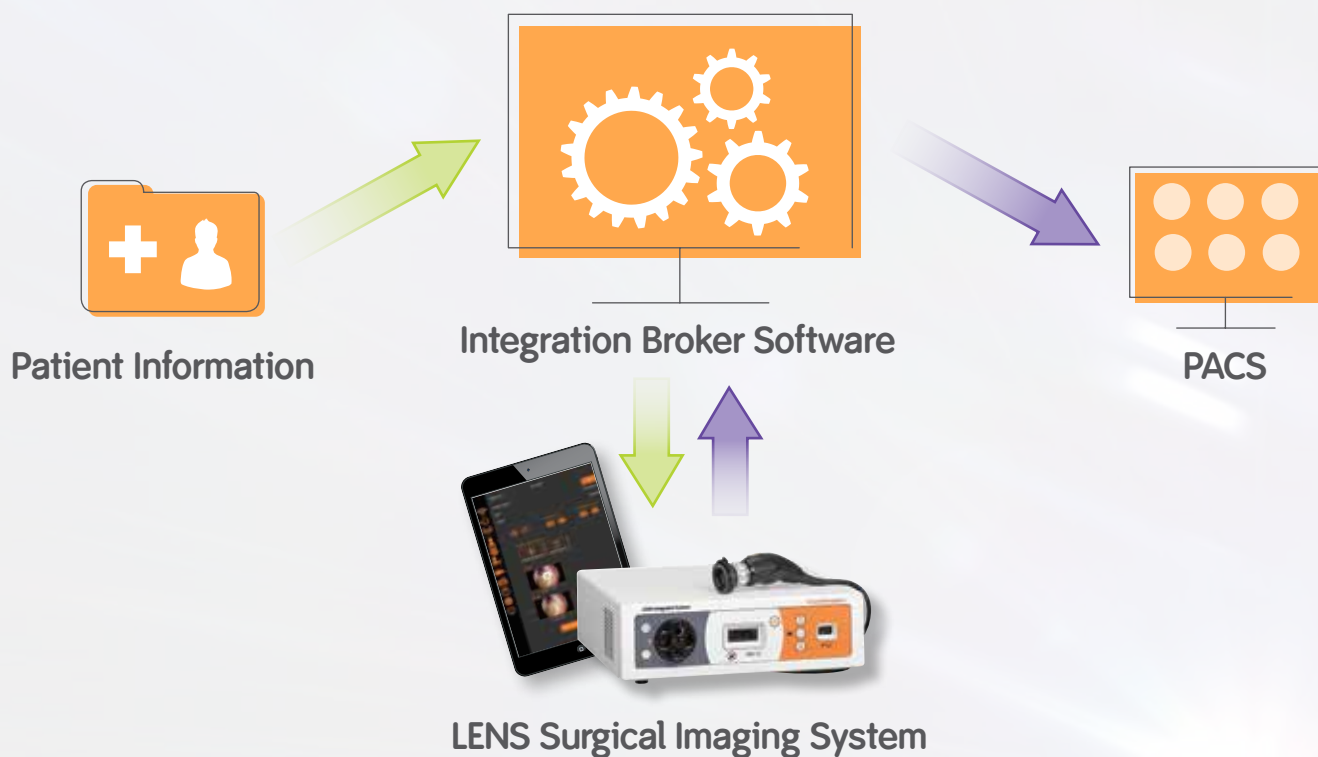 Integration Broker Software
Patient Information
PACS
LENS Surgical Imaging System